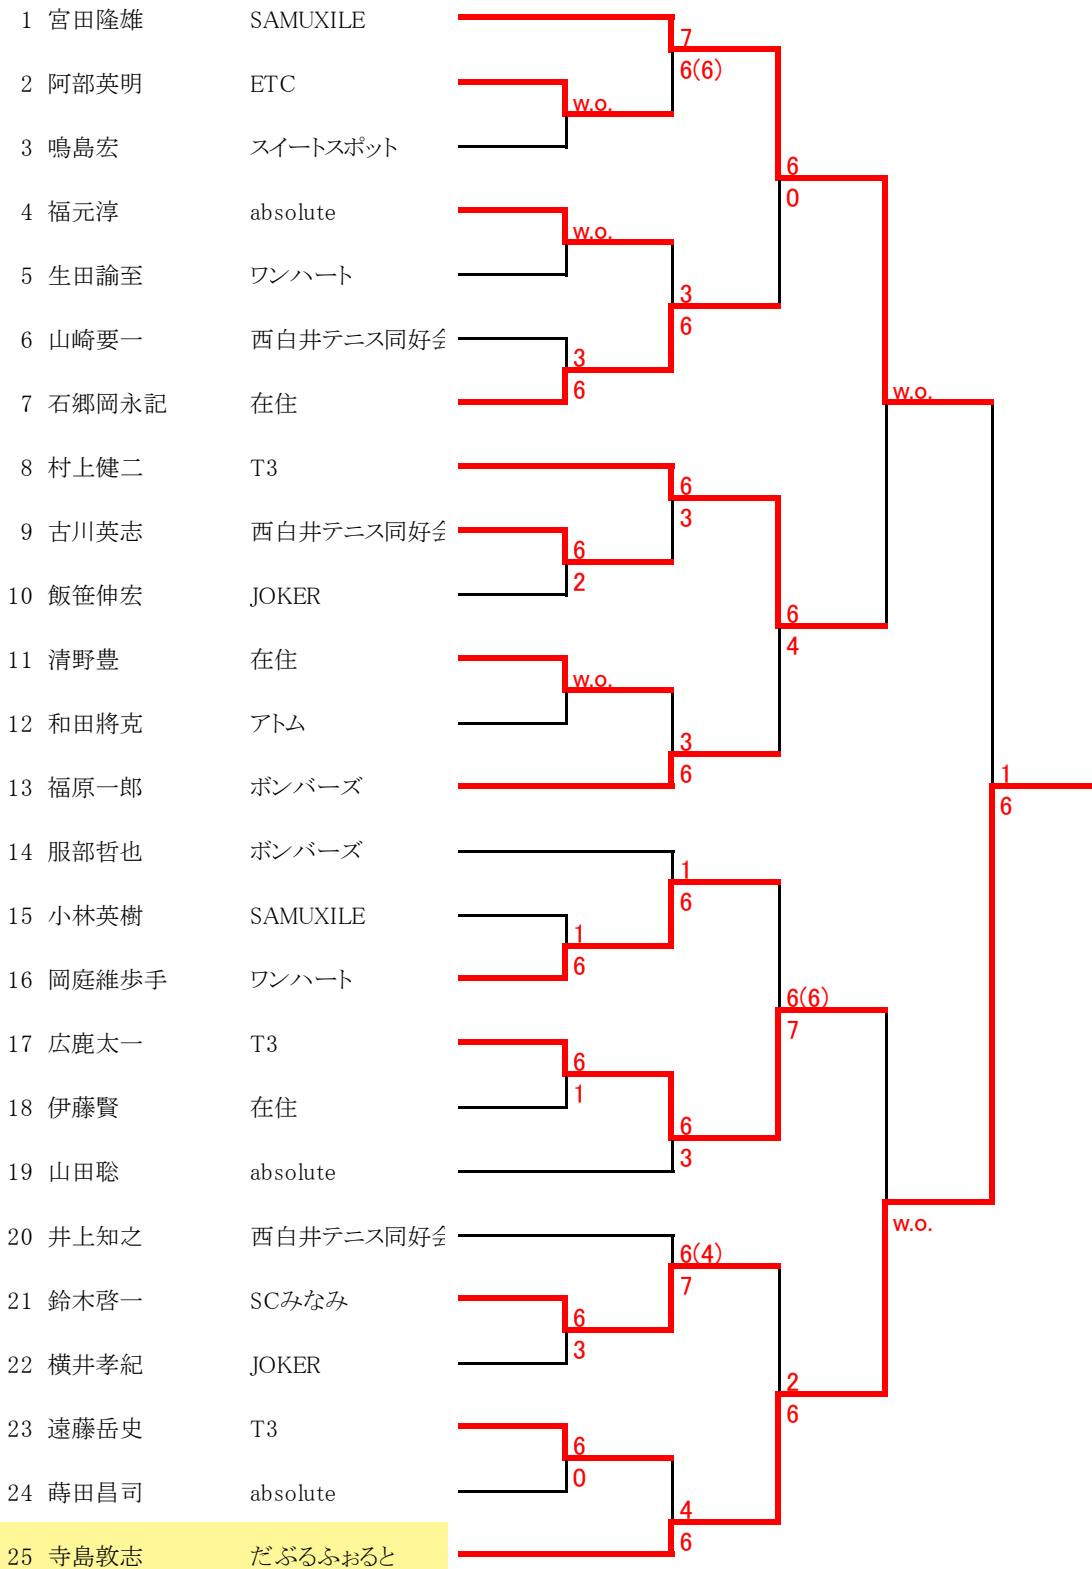 1 宮田隆雄 SAMUXILE
7
6(6)
2 阿部英明 ETC
w.o.
3 鳴島宏 スイートスポット
6
0
4 福元淳 absolute
w.o.
5 生田諭至 ワンハート
3
6
6 山崎要一 西白井テニス同好会
3
6
7 石郷岡永記 在住
w.o.
8 村上健二 T3
6
3
9 古川英志 西白井テニス同好会
6
2
10 飯笹伸宏 JOKER
6
4
11 清野豊 在住
w.o.
12 和田將克 アトム
3
6
13 福原一郎 ボンバーズ
1
6
14 服部哲也 ボンバーズ
1
6
15 小林英樹 SAMUXILE
1
6
16 岡庭維歩手 ワンハート
6(6)
7
17 広鹿太一 T3
6
1
18 伊藤賢 在住
6
3
19 山田聡 absolute
w.o.
20 井上知之 西白井テニス同好会
6(4)
7
21 鈴木啓一 SCみなみ
6
3
22 横井孝紀 JOKER
2
6
23 遠藤岳史 T3
6
0
24 蒔田昌司 absolute
4
6
25 寺島敦志 だぶるふぉると